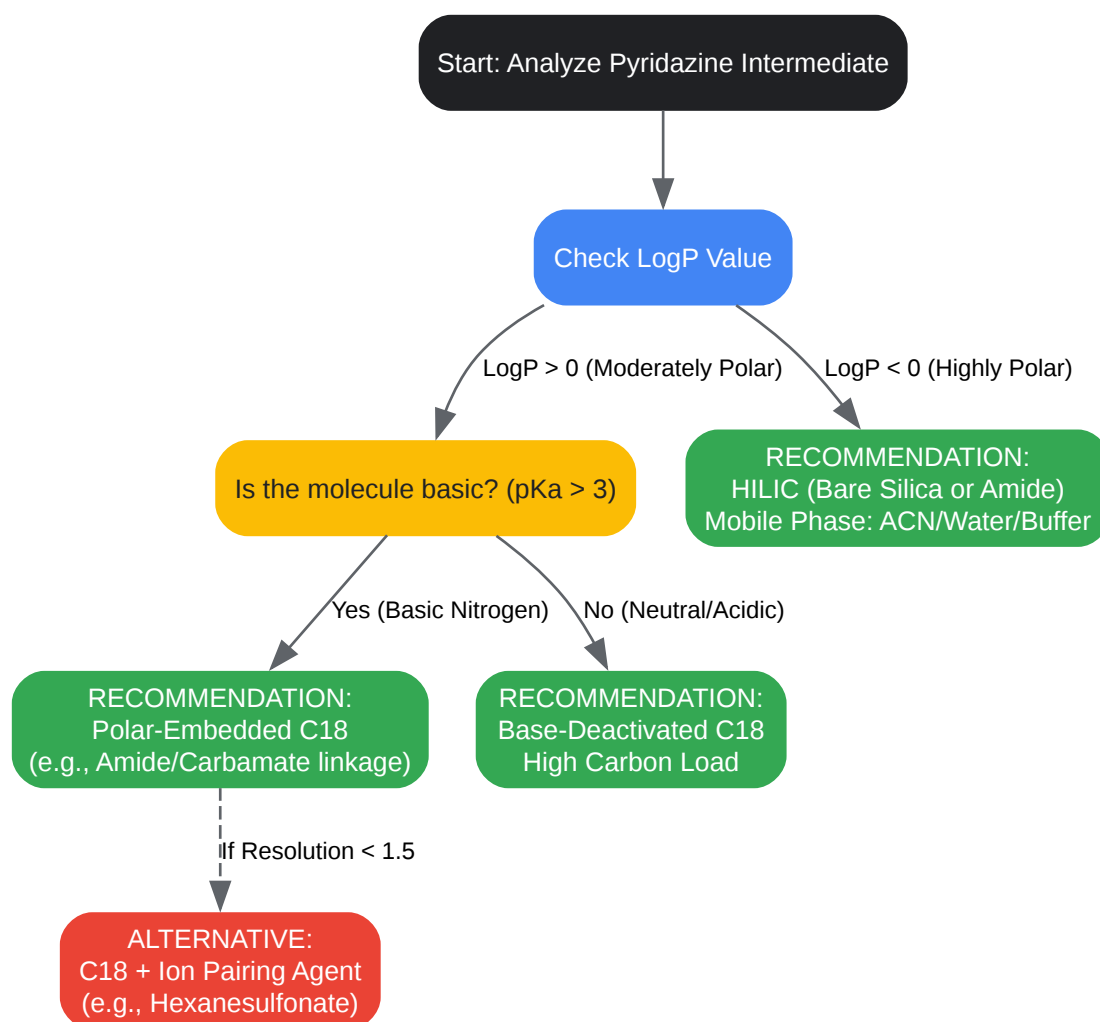 Start: Analyze Pyridazine Intermediate
Check LogP Value
LogP > 0 (Moderately Polar)
LogP < 0 (Highly Polar)
Is the molecule basic? (pKa > 3)
RECOMMENDATION:
HILIC (Bare Silica or Amide)
Mobile Phase: ACN/Water/Buffer
Yes (Basic Nitrogen)
No (Neutral/Acidic)
RECOMMENDATION:
Polar-Embedded C18
(e.g., Amide/Carbamate linkage)
RECOMMENDATION:
Base-Deactivated C18
High Carbon Load
If Resolution < 1.5
ALTERNATIVE:
C18 + Ion Pairing Agent
(e.g., Hexanesulfonate)